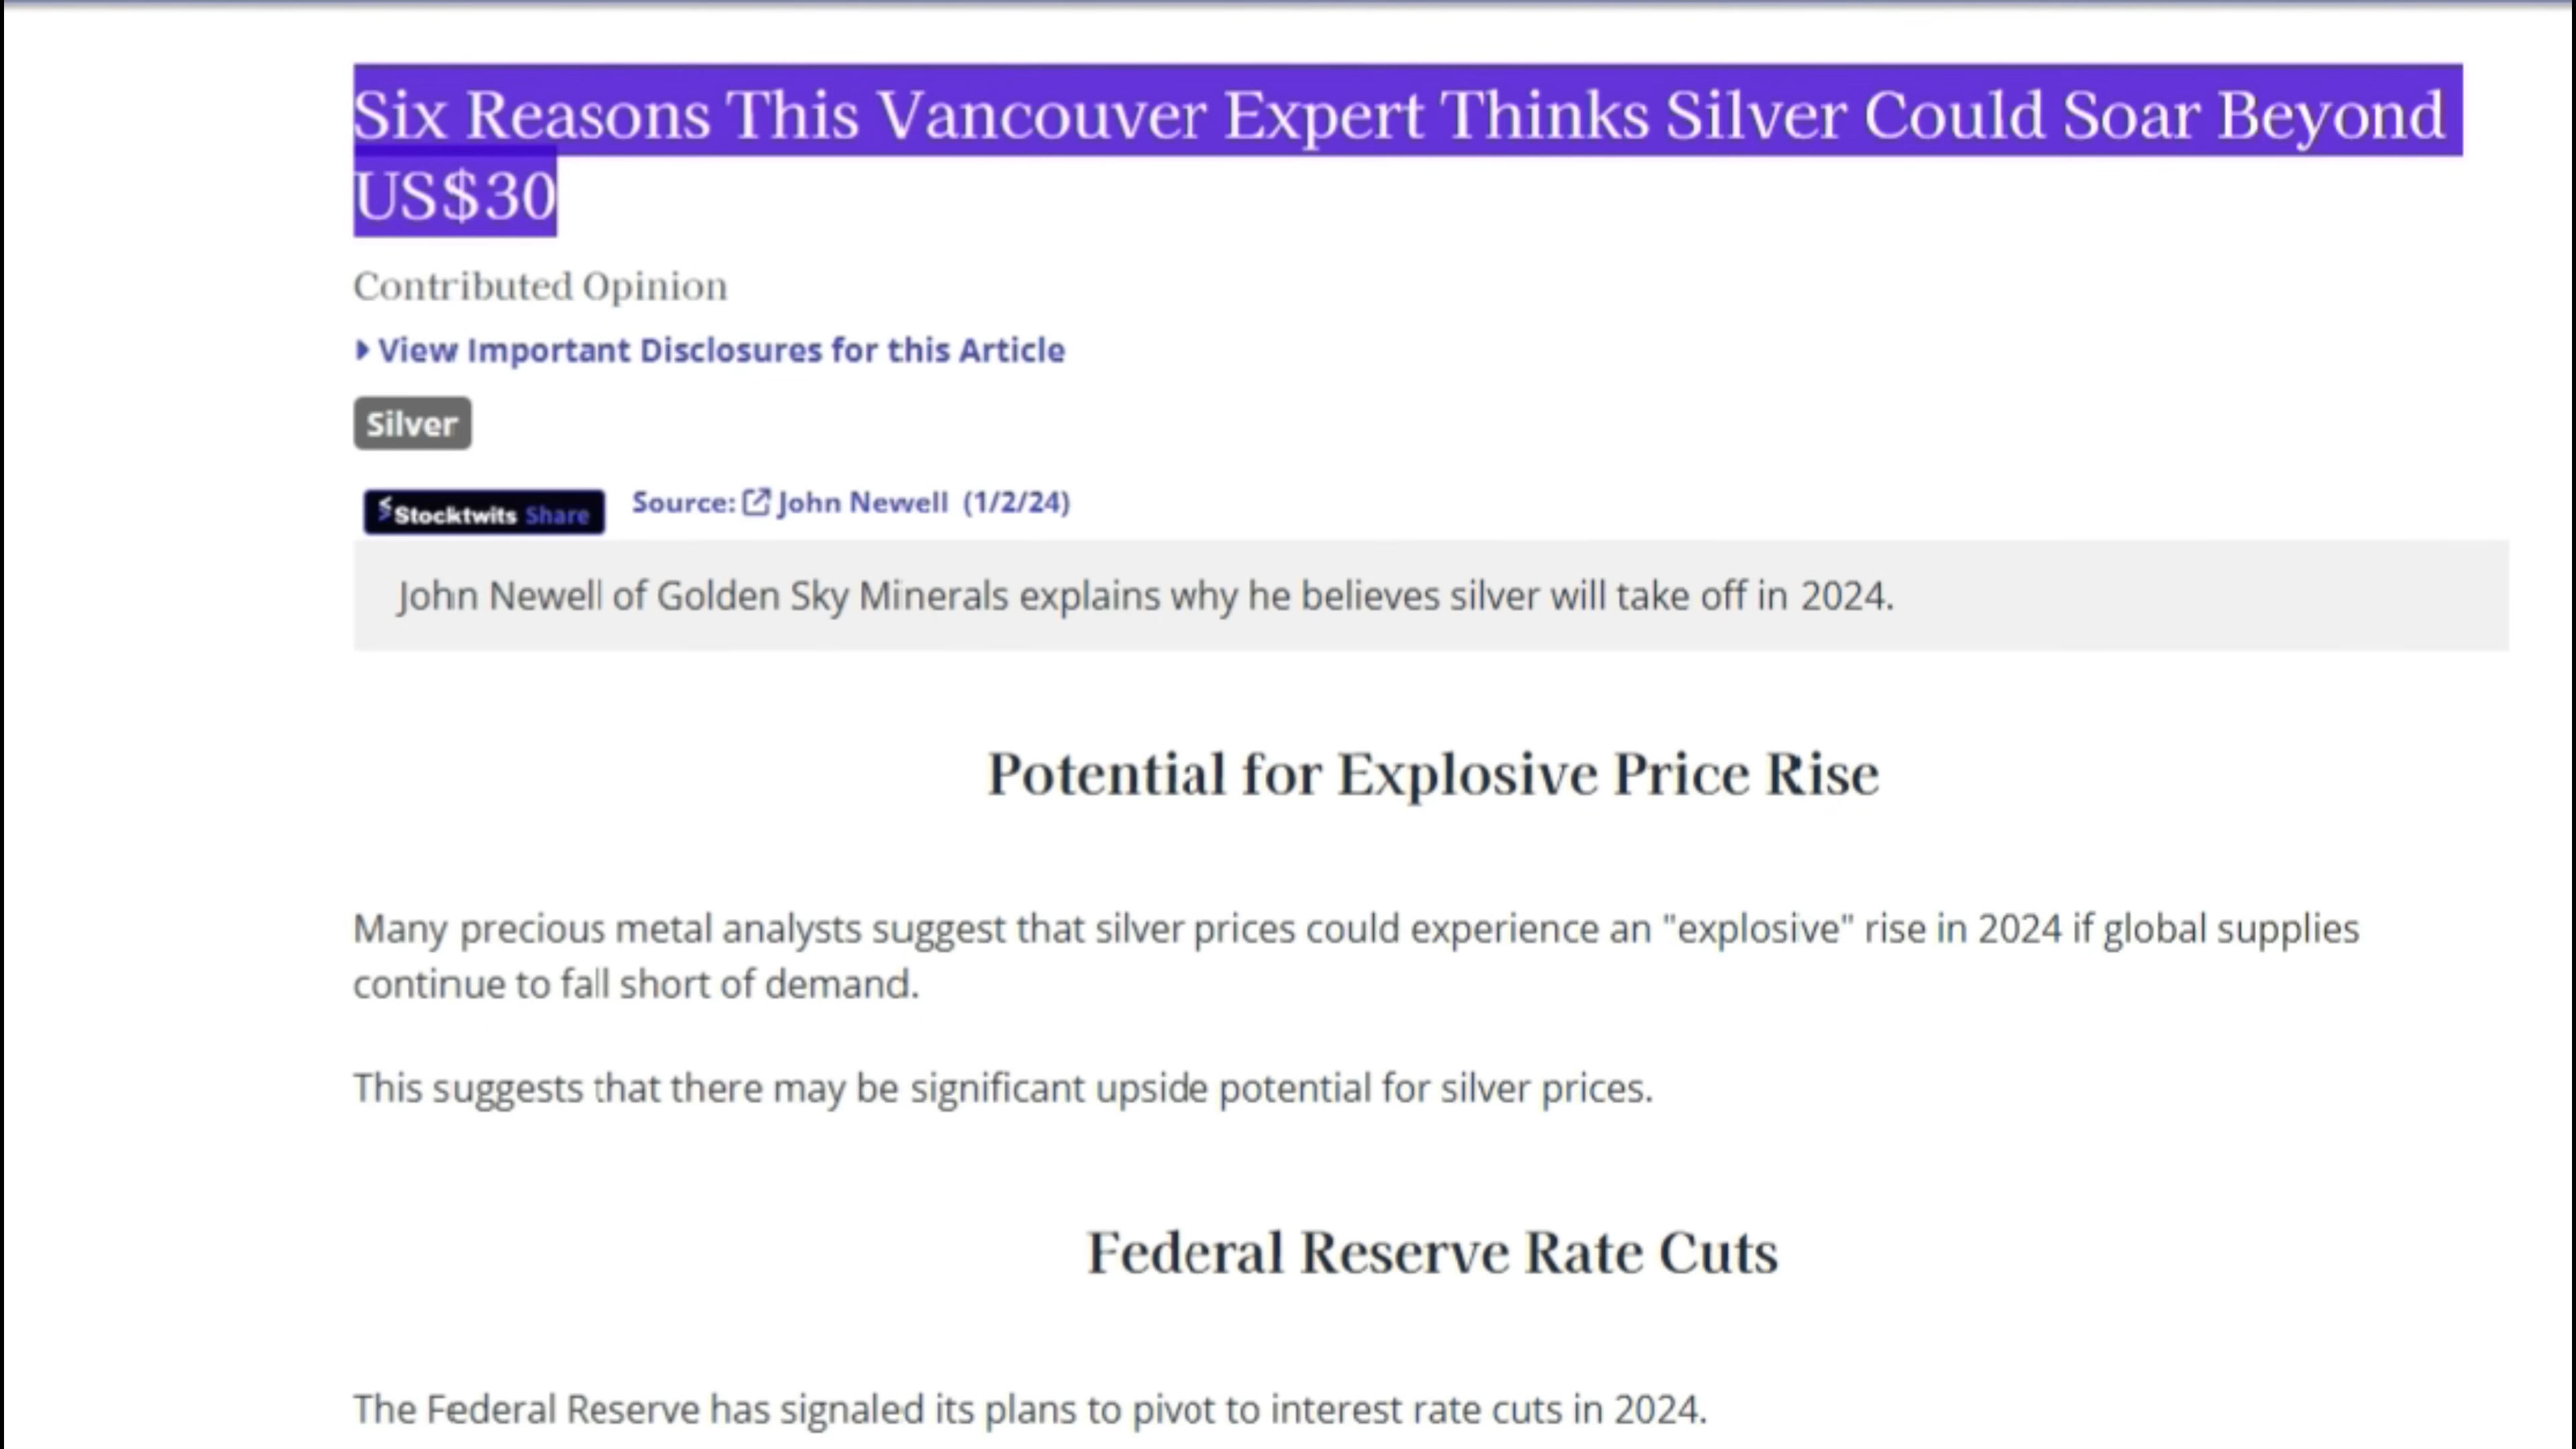 Six Reasons This Vancouver Expert Thinks Silver Could Soar Beyond
US$30
Contributed Opinion
View Important Disclosures for this Article
Silver
Stocktwits Share Source: John Newell (1/2/24)
John Newell of Golden Sky Minerals explains why he believes silver will take off in 2024.
Potential for Explosive Price Rise
Many precious metal analysts suggest that silver prices could experience an "explosive" rise in 2024 if global supplies
continue to fall short of demand.
This suggests that there may be significant upside potential for silver prices.
Federal Reserve Rate Cuts
The Federal Reserve has signaled its plans to pivot to interest rate cuts in 2024.